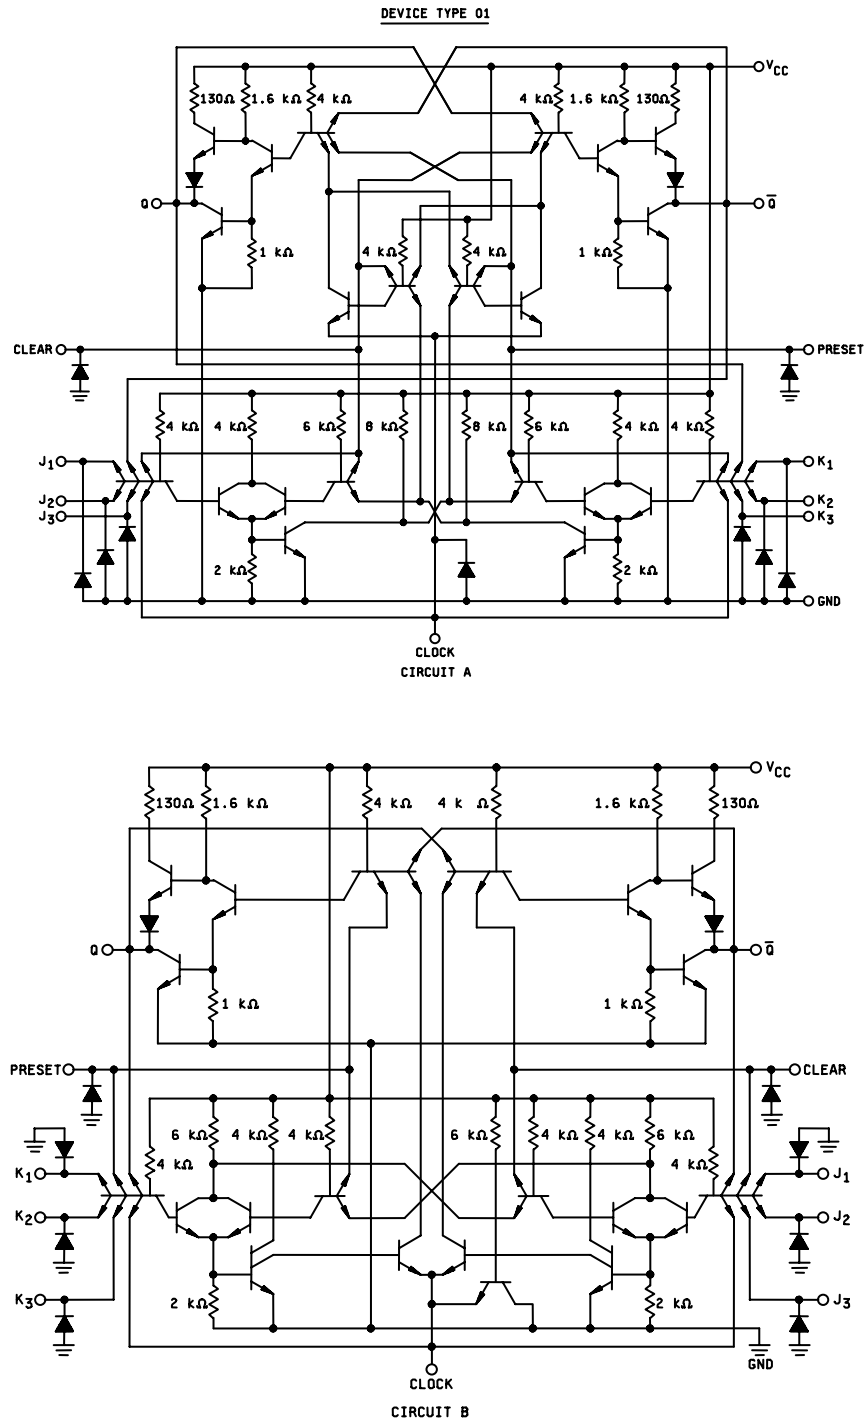 DEVICE TYPE 01
VCC
130Ω 1.6 kΩ 4 kΩ 4 kΩ 1.6 kΩ 130Ω
Q Q̅
1 kΩ 4 kΩ 4 kΩ 1 kΩ
CLEAR PRESET
4 kΩ 4 kΩ 6 kΩ 8 kΩ 8 kΩ 6 kΩ 4 kΩ 4 kΩ
J1 K1
J2 K2
J3 K3
2 kΩ 2 kΩ
GND
CLOCK
CIRCUIT A
VCC
130Ω 1.6 kΩ 4 kΩ 4 k Ω 1.6 kΩ 130Ω
Q Q̅
1 kΩ 1 kΩ
PRESET CLEAR
6 kΩ 4 kΩ 4 kΩ 6 kΩ 4 kΩ 4 kΩ 6 kΩ
4 kΩ 4 kΩ
K1 J1
K2 J2
K3 J3
2 kΩ 2 kΩ
GND
CLOCK
CIRCUIT B